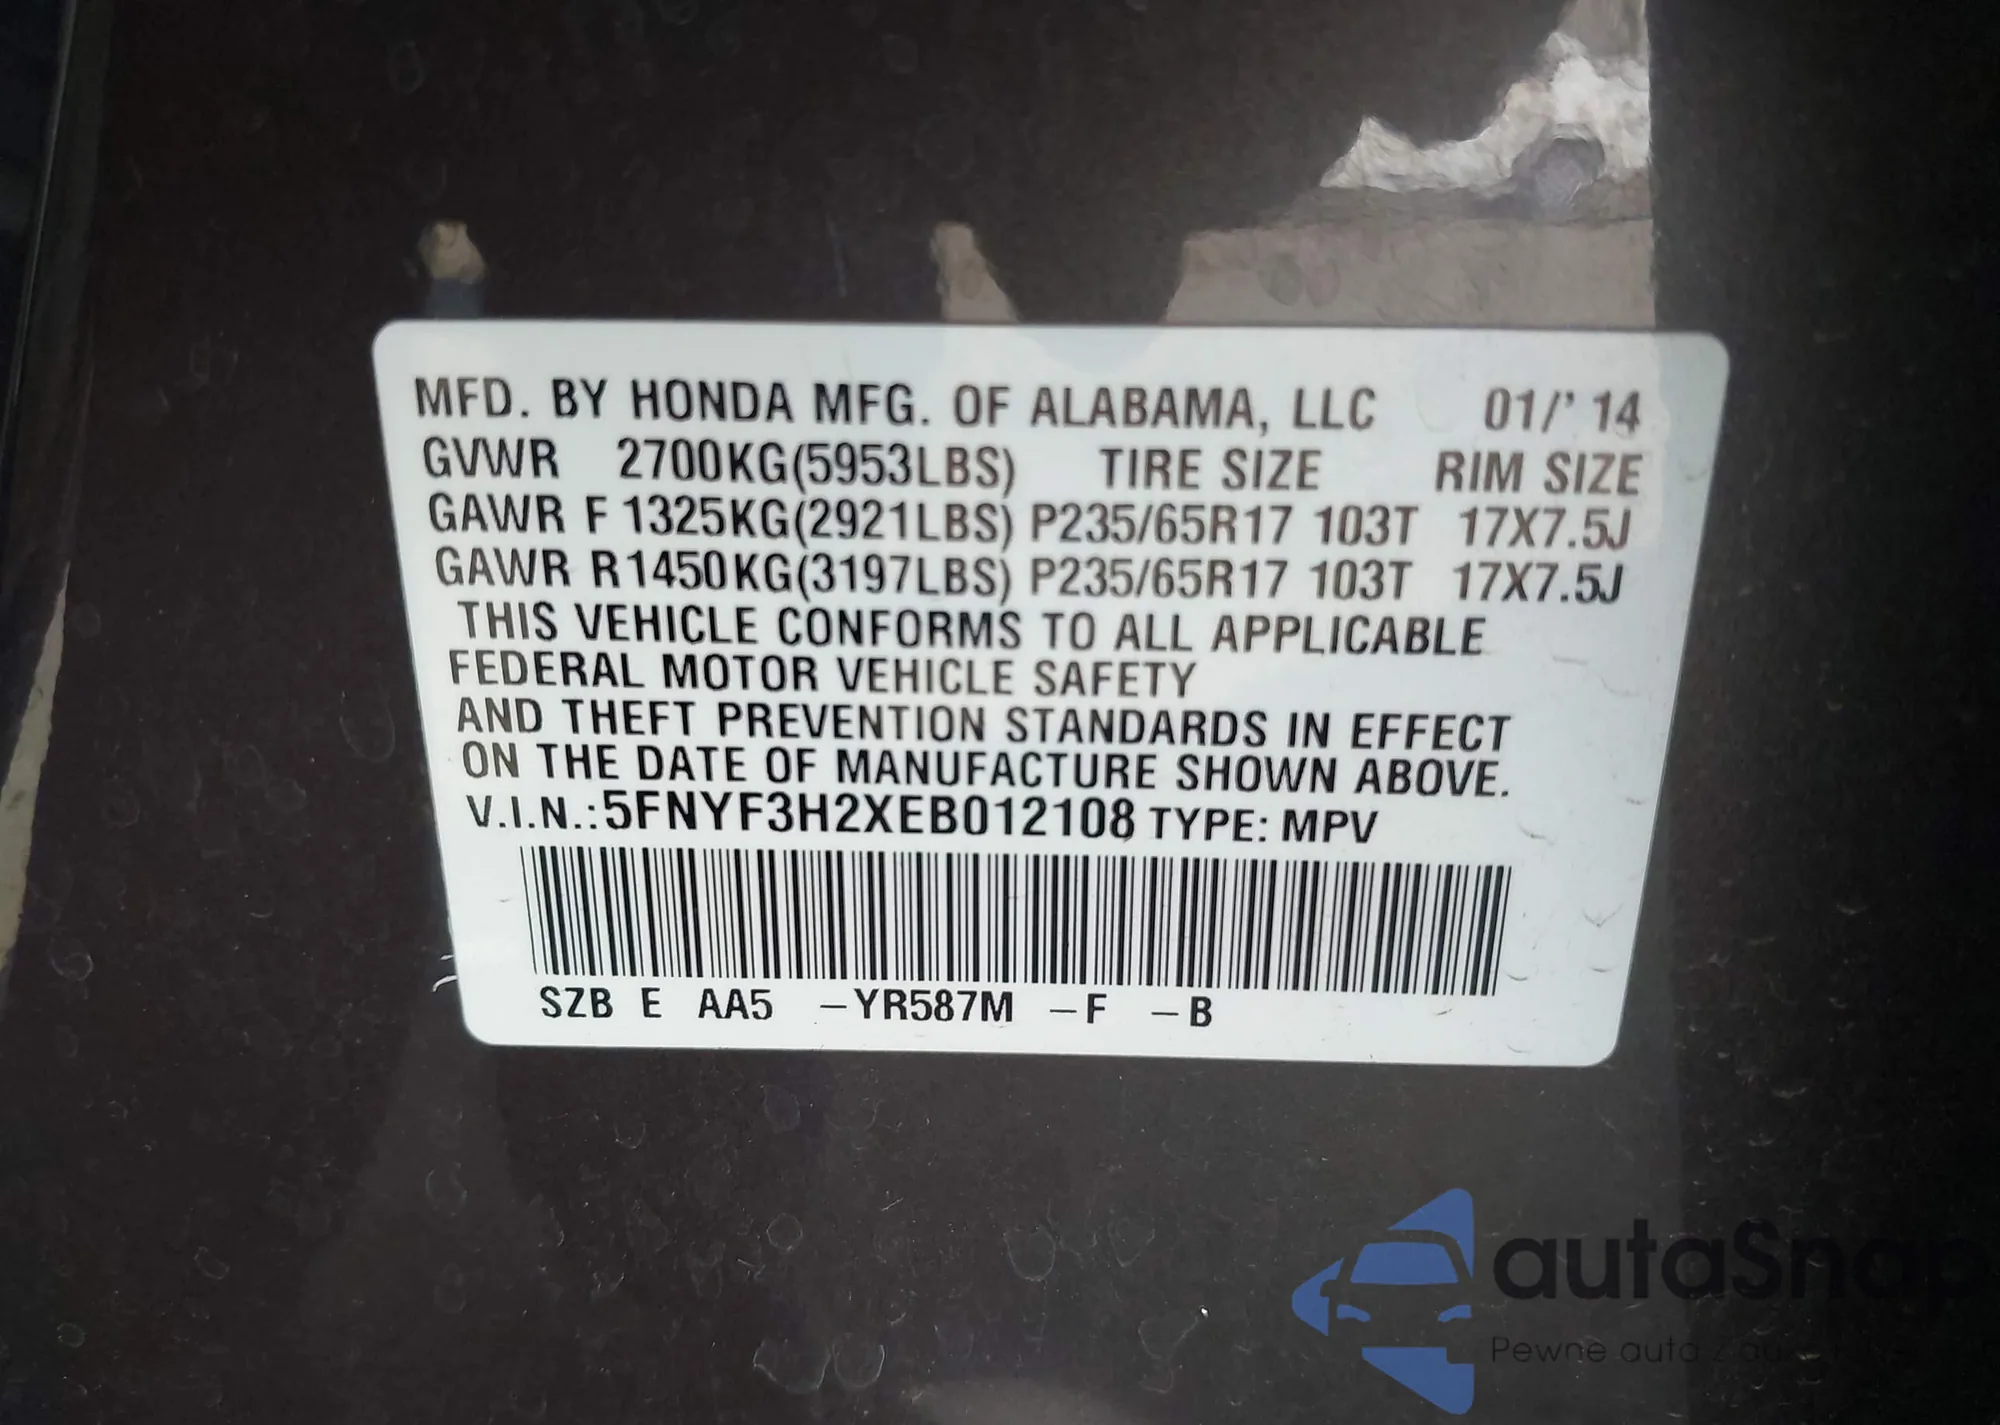 MFD. BY HONDA MFG. OF ALABAMA, LLC 01/' 14
GVWR 2700KG(5953LBS) TIRE SIZE RIM SIZE
GAWR F 1325KG(2921LBS) P235/65R17 103T 17X7.5J
GAWR R1450KG(3197LBS) P235/65R17 103T 17X7.5J
THIS VEHICLE CONFORMS TO ALL APPLICABLE
FEDERAL MOTOR VEHICLE SAFETY
AND THEFT PREVENTION STANDARDS IN EFFECT
ON THE DATE OF MANUFACTURE SHOWN ABOVE.
V.I.N.:5FNYF3H2XEB012108 TYPE: MPV
SZB E AA5 –YR587M –F –B
autaSnap
Pewne auta z